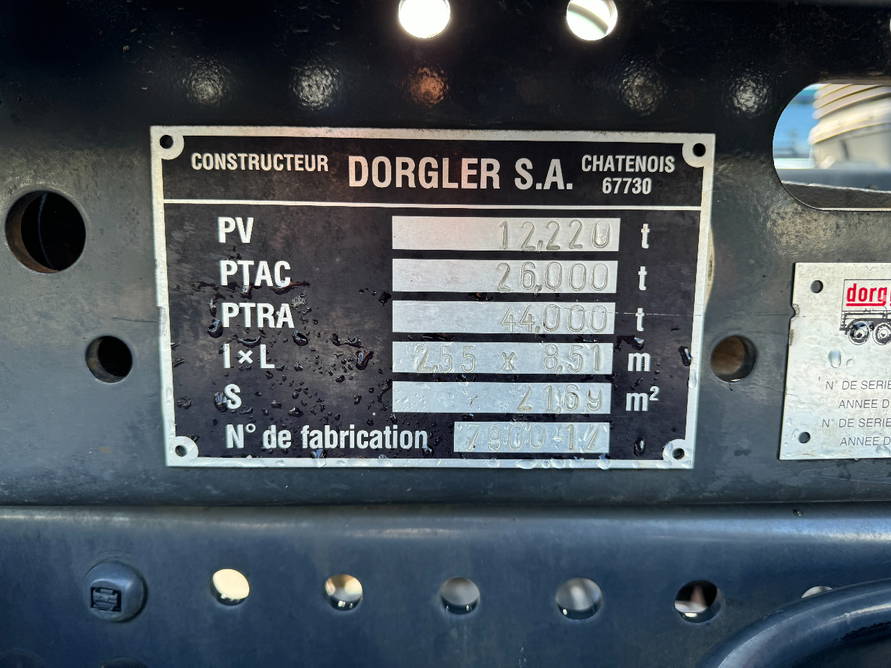 CONSTRUCTEUR DORGLER S.A. CHATENOIS
67730
PV 12,220 t
PTAC 26,000 t
PTRA 44,000 t
l × L 2,55 x 8,51 m
S 21,69 m²
N° de fabrication
dorg
N° DE SERIE
ANNEE D
N° DE SERIE
ANNEE D